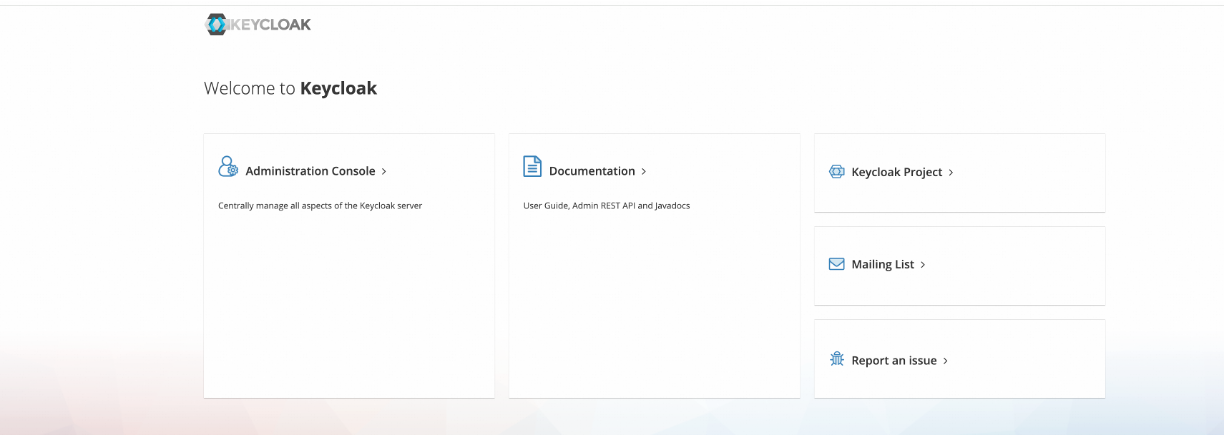 KEYCLOAK
Welcome to Keycloak
Administration Console
Centrally manage all aspects of the Keycloak server
Documentation
User Guide, Admin REST API and Javadocs
Keycloak Project
Mailing List
Report an issue